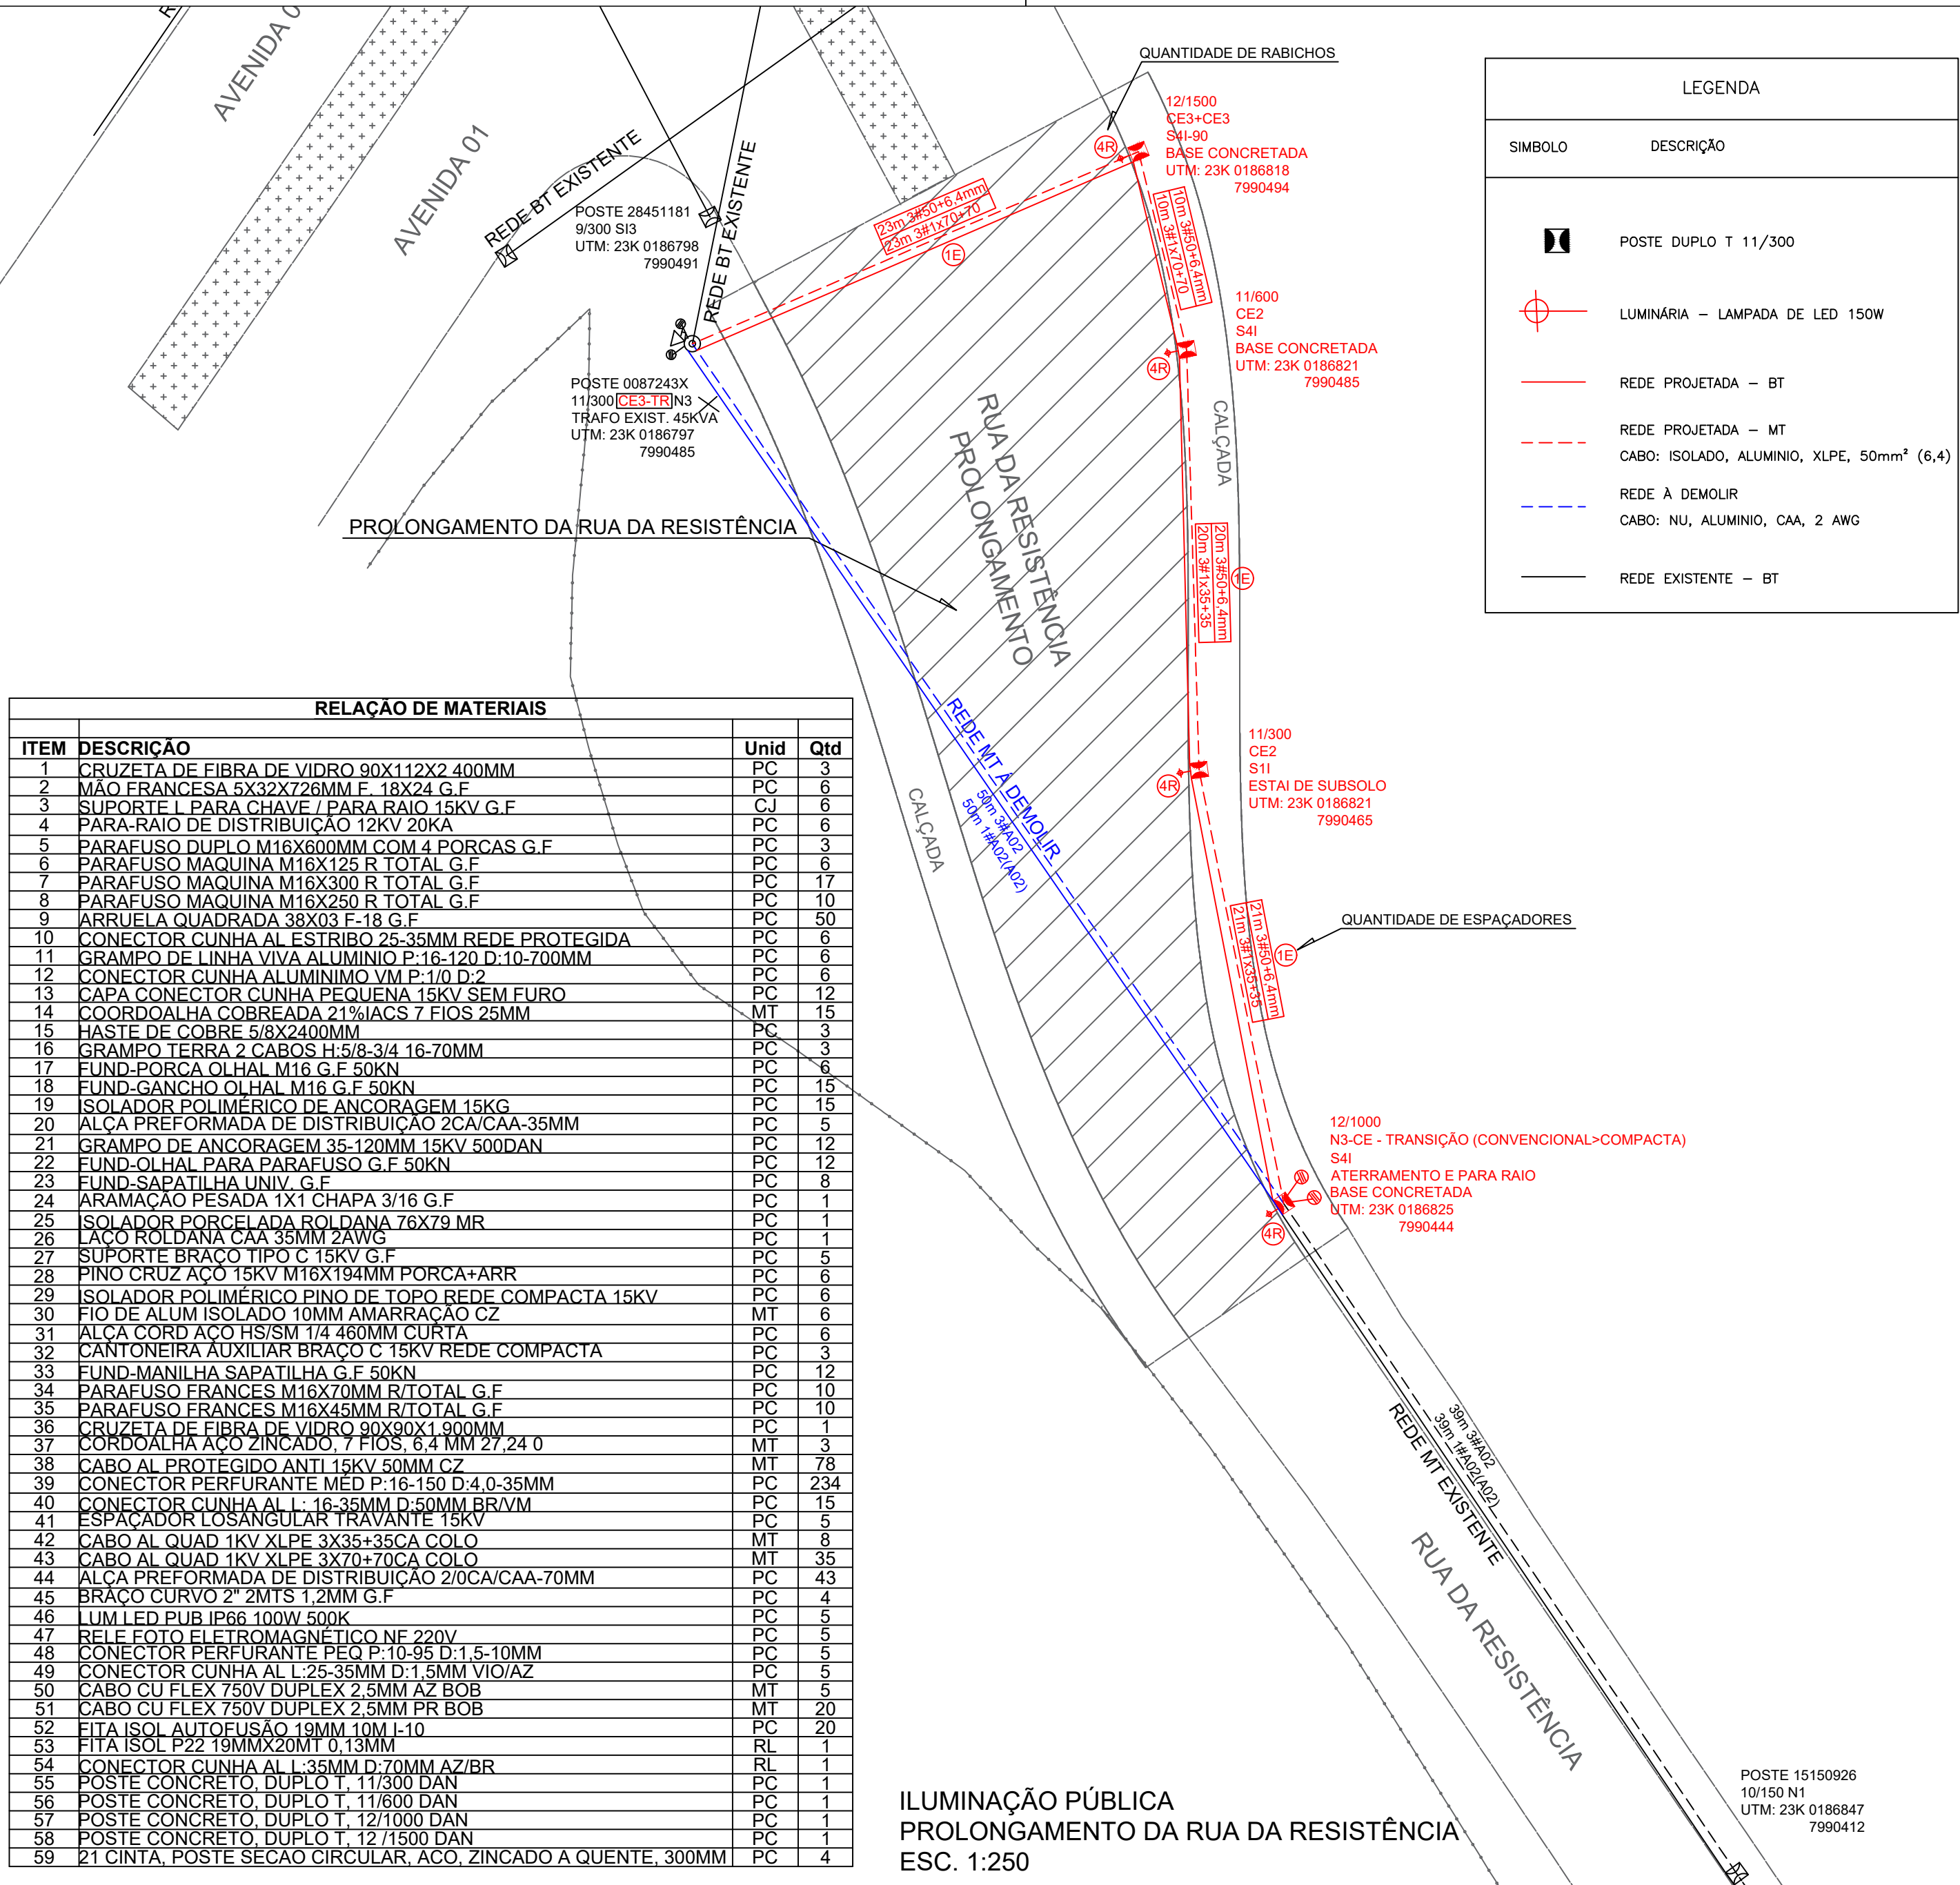 AVENIDA 0
AVENIDA 01
REDE BT EXISTENTE
REDE BT EXISTENTE
POSTE 28451181
9/300 SI3
UTM: 23K 0186798
7990491
POSTE 0087243X
11/300 CE3-TR N3
TRAFO EXIST. 45KVA
UTM: 23K 0186797
7990485
QUANTIDADE DE RABICHOS
12/1500
CE3+CE3
S4I-90
BASE CONCRETADA
UTM: 23K 0186818
7990494
4R
23m 3#50+6,4mm
23m 3#1x70+70
1E
10m 3#50+6,4mm
10m 3#1x70+70
11/600
CE2
S4I
BASE CONCRETADA
UTM: 23K 0186821
7990485
4R
CALÇADA
RUA DA RESISTÊNCIA
PROLONGAMENTO
PROLONGAMENTO DA RUA DA RESISTÊNCIA
20m 3#50+6,4mm
20m 3#1x35+35
1E
11/300
CE2
S1I
ESTAI DE SUBSOLO
UTM: 23K 0186821
7990465
4R
REDE MT À DEMOLIR
50m 3#A02
50m 1#A02(A02)
CALÇADA
QUANTIDADE DE ESPAÇADORES
21m 3#50+6,4mm
21m 3#1x35+35
1E
12/1000
N3-CE - TRANSIÇÃO (CONVENCIONAL>COMPACTA)
S4I
ATERRAMENTO E PARA RAIO
BASE CONCRETADA
UTM: 23K 0186825
7990444
4R
39m 3#A02
39m 1#A02(A02)
REDE MT EXISTENTE
RUA DA RESISTÊNCIA
POSTE 15150926
10/150 N1
UTM: 23K 0186847
7990412
LEGENDA
SIMBOLO DESCRIÇÃO
POSTE DUPLO T 11/300
LUMINÁRIA – LAMPADA DE LED 150W
REDE PROJETADA – BT
REDE PROJETADA – MT
CABO: ISOLADO, ALUMINIO, XLPE, 50mm² (6,4)
REDE À DEMOLIR
CABO: NU, ALUMINIO, CAA, 2 AWG
REDE EXISTENTE – BT
RELAÇÃO DE MATERIAIS
ITEM DESCRIÇÃO Unid Qtd
1 CRUZETA DE FIBRA DE VIDRO 90X112X2 400MM PC 3
2 MÃO FRANCESA 5X32X726MM F. 18X24 G.F PC 6
3 SUPORTE L PARA CHAVE / PARA RAIO 15KV G.F CJ 6
4 PARA-RAIO DE DISTRIBUIÇÃO 12KV 20KA PC 6
5 PARAFUSO DUPLO M16X600MM COM 4 PORCAS G.F PC 3
6 PARAFUSO MAQUINA M16X125 R TOTAL G.F PC 6
7 PARAFUSO MAQUINA M16X300 R TOTAL G.F PC 17
8 PARAFUSO MAQUINA M16X250 R TOTAL G.F PC 10
9 ARRUELA QUADRADA 38X03 F-18 G.F PC 50
10 CONECTOR CUNHA AL ESTRIBO 25-35MM REDE PROTEGIDA PC 6
11 GRAMPO DE LINHA VIVA ALUMINIO P:16-120 D:10-700MM PC 6
12 CONECTOR CUNHA ALUMINIMO VM P:1/0 D:2 PC 6
13 CAPA CONECTOR CUNHA PEQUENA 15KV SEM FURO PC 12
14 COORDOALHA COBREADA 21%IACS 7 FIOS 25MM MT 15
15 HASTE DE COBRE 5/8X2400MM PC 3
16 GRAMPO TERRA 2 CABOS H:5/8-3/4 16-70MM PC 3
17 FUND-PORCA OLHAL M16 G.F 50KN PC 6
18 FUND-GANCHO OLHAL M16 G.F 50KN PC 15
19 ISOLADOR POLIMÉRICO DE ANCORAGEM 15KG PC 15
20 ALÇA PREFORMADA DE DISTRIBUIÇÃO 2CA/CAA-35MM PC 5
21 GRAMPO DE ANCORAGEM 35-120MM 15KV 500DAN PC 12
22 FUND-OLHAL PARA PARAFUSO G.F 50KN PC 12
23 FUND-SAPATILHA UNIV. G.F PC 8
24 ARAMAÇÃO PESADA 1X1 CHAPA 3/16 G.F PC 1
25 ISOLADOR PORCELADA ROLDANA 76X79 MR PC 1
26 LAÇO ROLDANA CAA 35MM 2AWG PC 1
27 SUPORTE BRAÇO TIPO C 15KV G.F PC 5
28 PINO CRUZ AÇO 15KV M16X194MM PORCA+ARR PC 6
29 ISOLADOR POLIMÉRICO PINO DE TOPO REDE COMPACTA 15KV PC 6
30 FIO DE ALUM ISOLADO 10MM AMARRAÇÃO CZ MT 6
31 ALÇA CORD AÇO HS/SM 1/4 460MM CURTA PC 6
32 CANTONEIRA AUXILIAR BRAÇO C 15KV REDE COMPACTA PC 3
33 FUND-MANILHA SAPATILHA G.F 50KN PC 12
34 PARAFUSO FRANCES M16X70MM R/TOTAL G.F PC 10
35 PARAFUSO FRANCES M16X45MM R/TOTAL G.F PC 10
36 CRUZETA DE FIBRA DE VIDRO 90X90X1.900MM PC 1
37 CORDOALHA AÇO ZINCADO, 7 FIOS, 6,4 MM 27,24 0 MT 3
38 CABO AL PROTEGIDO ANTI 15KV 50MM CZ MT 78
39 CONECTOR PERFURANTE MED P:16-150 D:4,0-35MM PC 234
40 CONECTOR CUNHA AL L: 16-35MM D:50MM BR/VM PC 15
41 ESPAÇADOR LOSANGULAR TRAVANTE 15KV PC 5
42 CABO AL QUAD 1KV XLPE 3X35+35CA COLO MT 8
43 CABO AL QUAD 1KV XLPE 3X70+70CA COLO MT 35
44 ALÇA PREFORMADA DE DISTRIBUIÇÃO 2/0CA/CAA-70MM PC 43
45 BRAÇO CURVO 2" 2MTS 1,2MM G.F PC 4
46 LUM LED PUB IP66 100W 500K PC 5
47 RELE FOTO ELETROMAGNÉTICO NF 220V PC 5
48 CONECTOR PERFURANTE PEQ P:10-95 D:1,5-10MM PC 5
49 CONECTOR CUNHA AL L:25-35MM D:1,5MM VIO/AZ PC 5
50 CABO CU FLEX 750V DUPLEX 2,5MM AZ BOB MT 5
51 CABO CU FLEX 750V DUPLEX 2,5MM PR BOB MT 20
52 FITA ISOL AUTOFUSÃO 19MM 10M I-10 PC 20
53 FITA ISOL P22 19MMX20MT 0,13MM RL 1
54 CONECTOR CUNHA AL L:35MM D:70MM AZ/BR RL 1
55 POSTE CONCRETO, DUPLO T, 11/300 DAN PC 1
56 POSTE CONCRETO, DUPLO T, 11/600 DAN PC 1
57 POSTE CONCRETO, DUPLO T, 12/1000 DAN PC 1
58 POSTE CONCRETO, DUPLO T, 12 /1500 DAN PC 1
59 21 CINTA, POSTE SECAO CIRCULAR, ACO, ZINCADO A QUENTE, 300MM PC 4
ILUMINAÇÃO PÚBLICA
PROLONGAMENTO DA RUA DA RESISTÊNCIA
ESC. 1:250